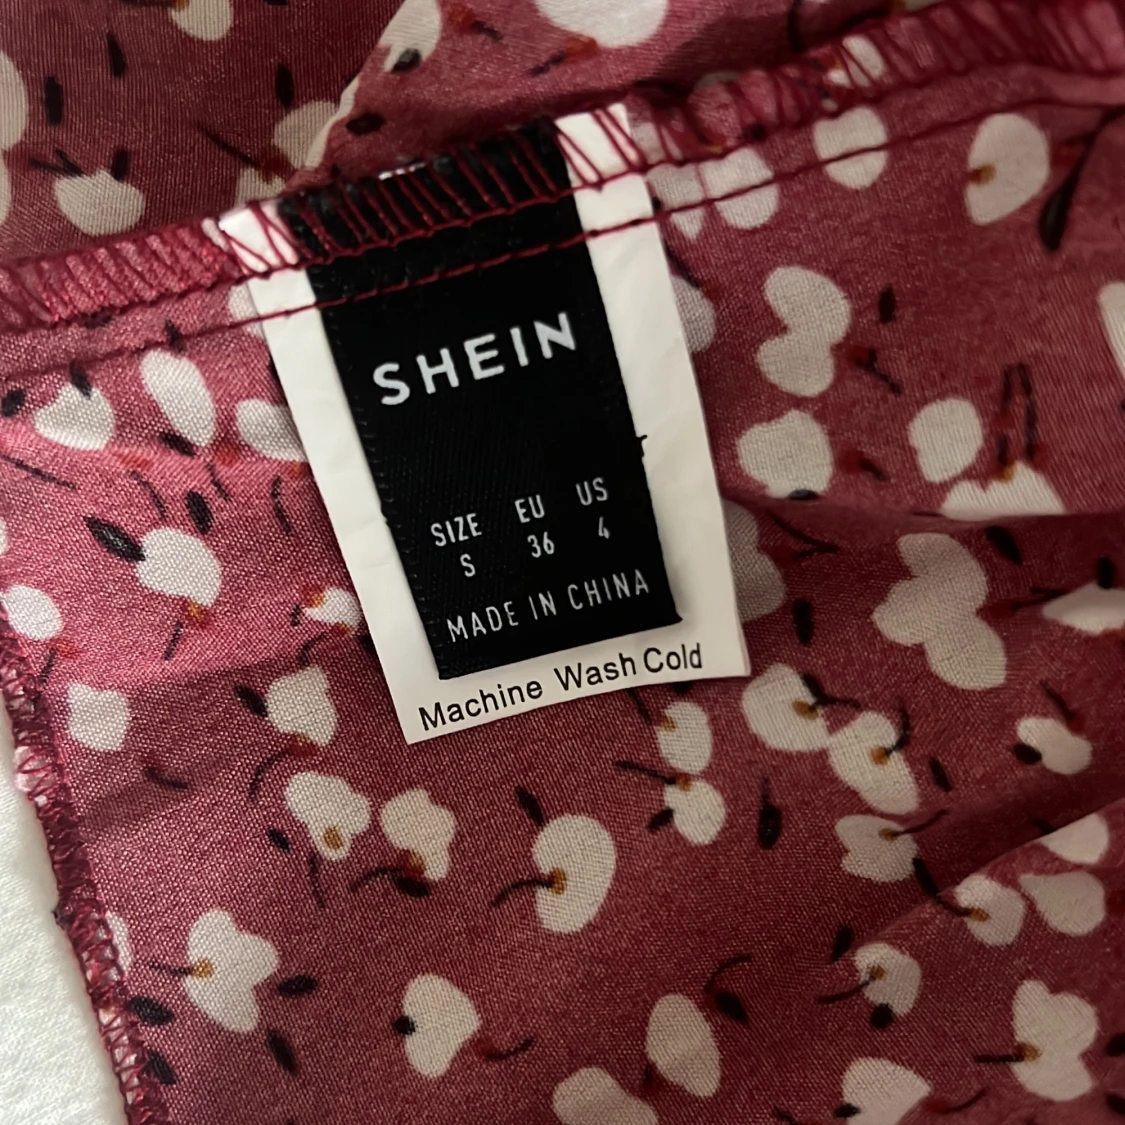 SHEIN
SIZE EU US
S 36 4
MADE IN CHINA
Machine Wash Cold